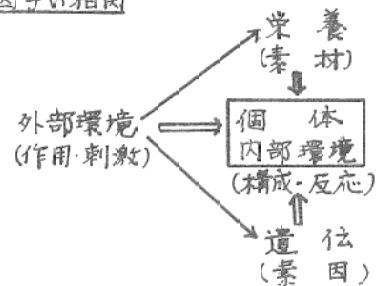 栄養
(素材)
外部環境
(作用・刺激)
個体
内部環境
(構成・反応)
遺伝
(素因)